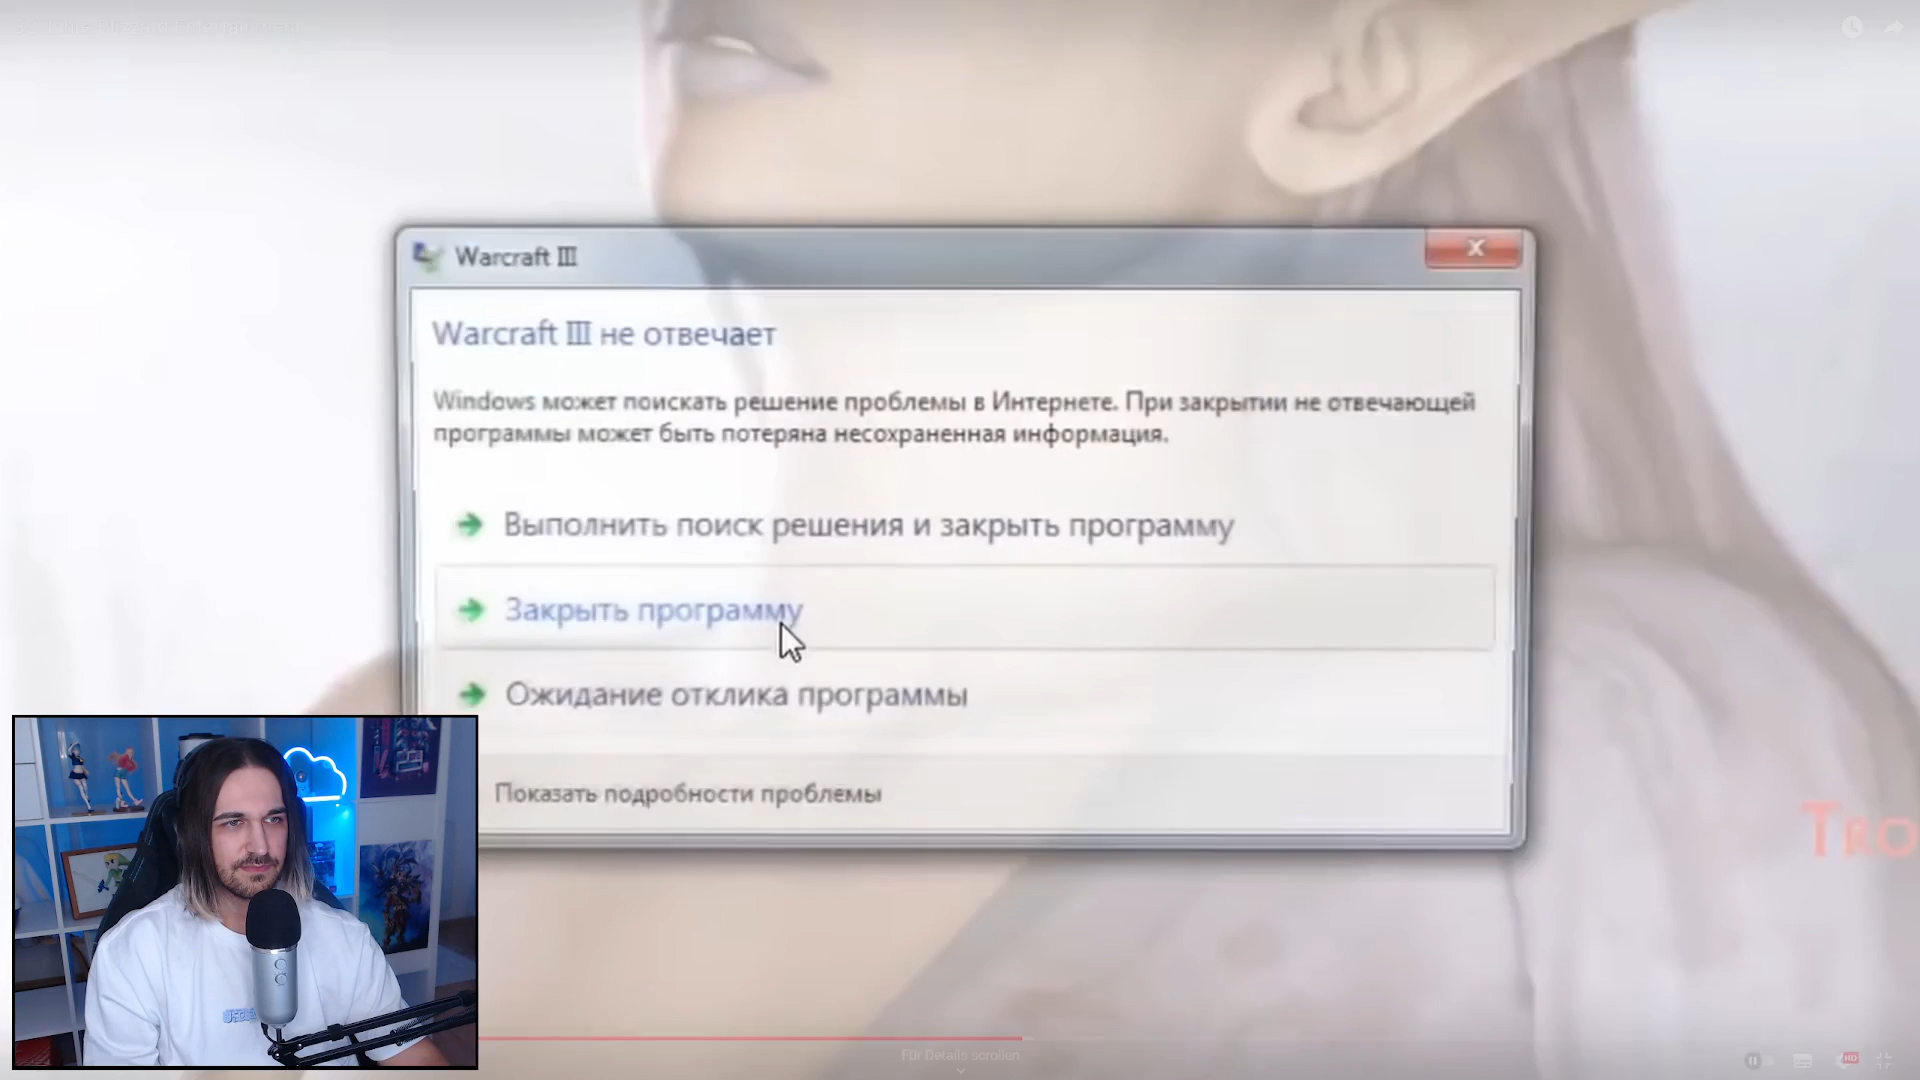 Warcraft III
Warcraft III не отвечает
Windows может поискать решение проблемы в Интернете. При закрытии не отвечающей
программы может быть потеряна несохраненная информация.
Выполнить поиск решения и закрыть программу
Закрыть программу
Ожидание отклика программы
Показать подробности проблемы
TRO
Für Details scrollen
HD